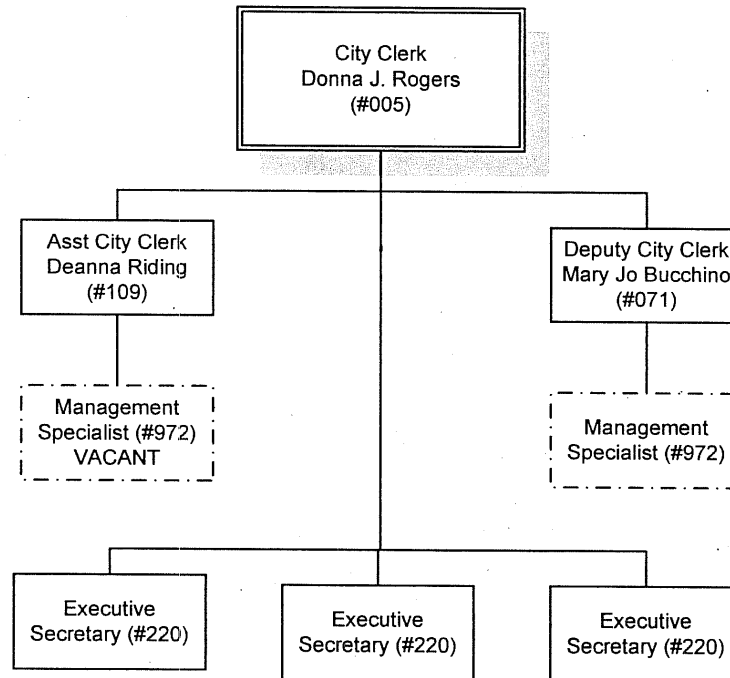 City Clerk
Donna J. Rogers
(#005)
Asst City Clerk
Deanna Riding
(#109)
Deputy City Clerk
Mary Jo Bucchino
(#071)
Management
Specialist (#972)
VACANT
Management
Specialist (#972)
Executive
Secretary (#220)
Executive
Secretary (#220)
Executive
Secretary (#220)